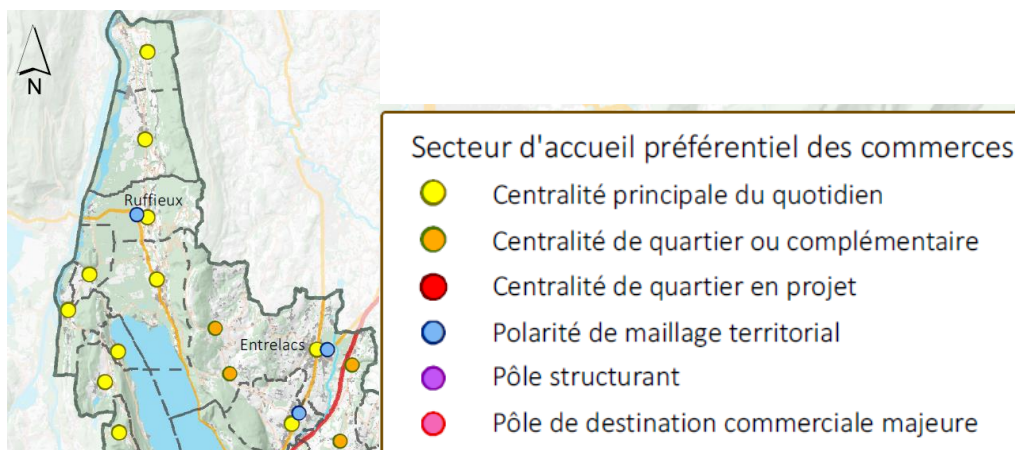 N
Ruffieux
Entrelacs
Secteur d'accueil préférentiel des commerces
Centralité principale du quotidien
Centralité de quartier ou complémentaire
Centralité de quartier en projet
Polarité de maillage territorial
Pôle structurant
Pôle de destination commerciale majeure